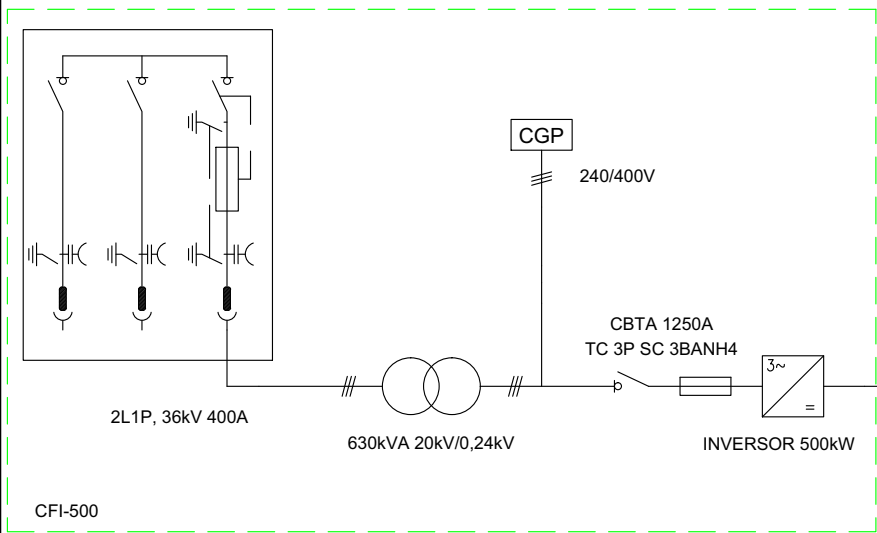 CGP
240/400V
CBTA 1250A
TC 3P SC 3BANH4
3~
=
2L1P, 36kV 400A
630kVA 20kV/0,24kV
INVERSOR 500kW
CFI-500